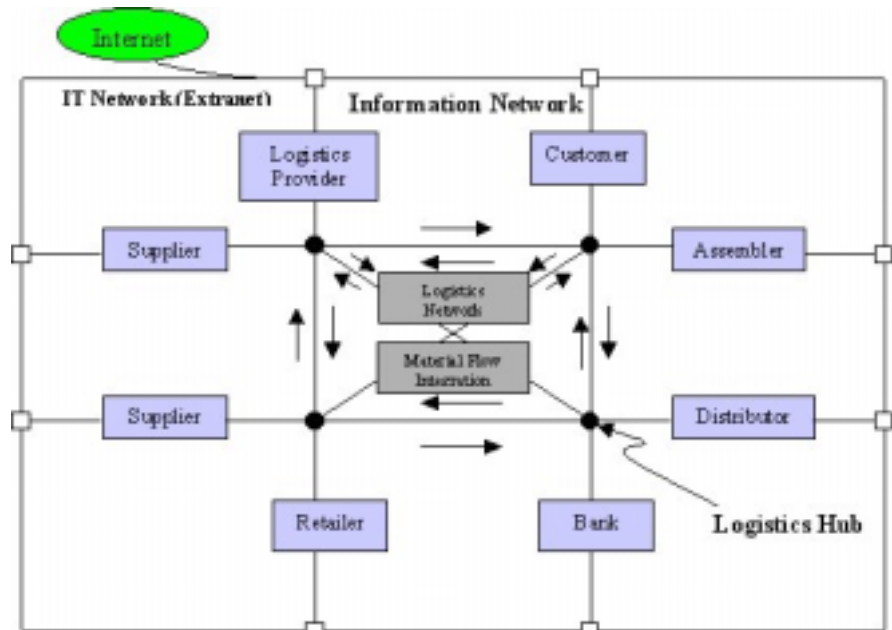 Internet
IT Network (Extranet)
Information Network
Logistics
Provider
Customer
Supplier
Assembler
Logistics
Network
Material Flow
Intergration
Supplier
Distributor
Retailer
Bank
Logistics Hub